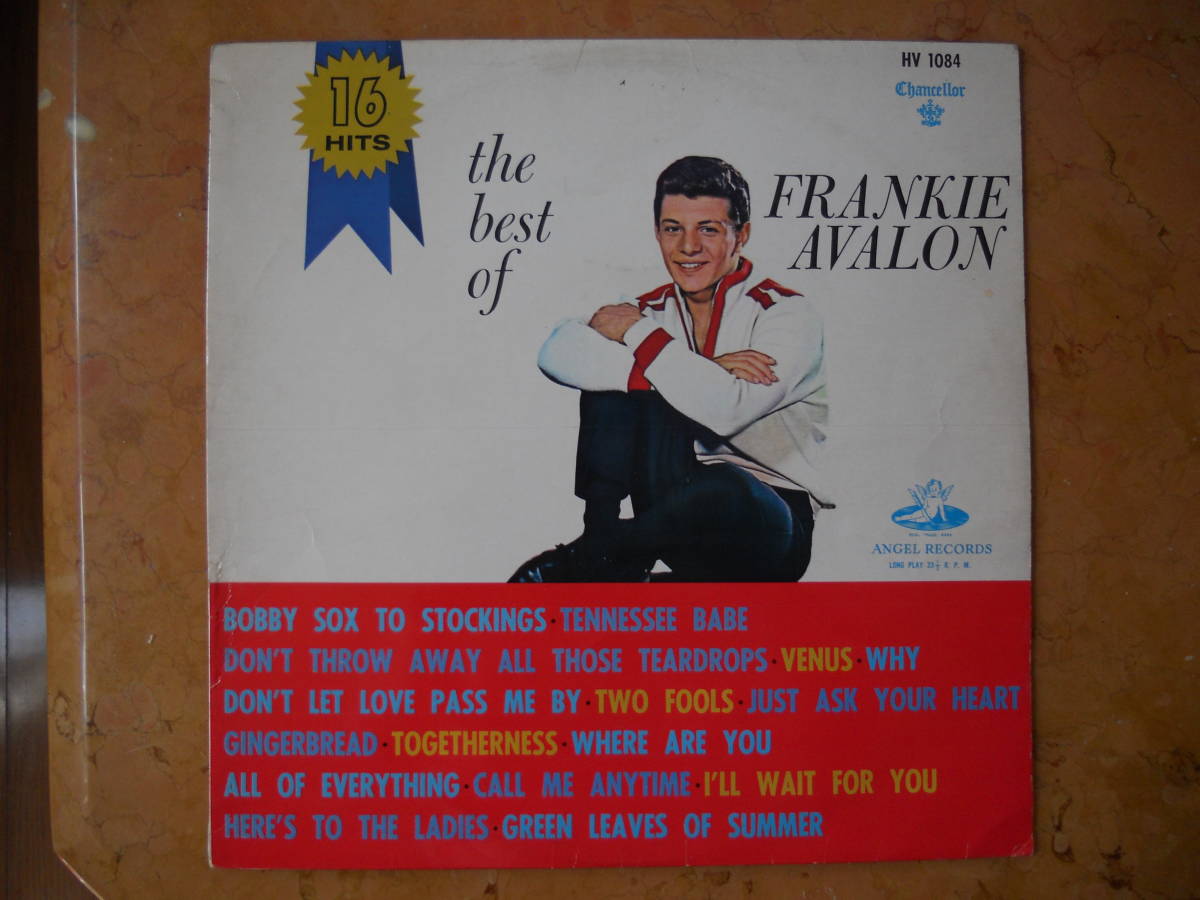 16
HITS
the
best
of
HV 1084
Chancellor
FRANKIE
AVALON
ANGEL RECORDS
LONG PLAY 33⅓ R. P. M.
BOBBY SOX TO STOCKINGS · TENNESSEE BABE
DON'T THROW AWAY ALL THOSE TEARDROPS · VENUS · WHY
DON'T LET LOVE PASS ME BY · TWO FOOLS · JUST ASK YOUR HEART
GINGERBREAD · TOGETHERNESS · WHERE ARE YOU
ALL OF EVERYTHING · CALL ME ANYTIME · I'LL WAIT FOR YOU
HERE'S TO THE LADIES · GREEN LEAVES OF SUMMER